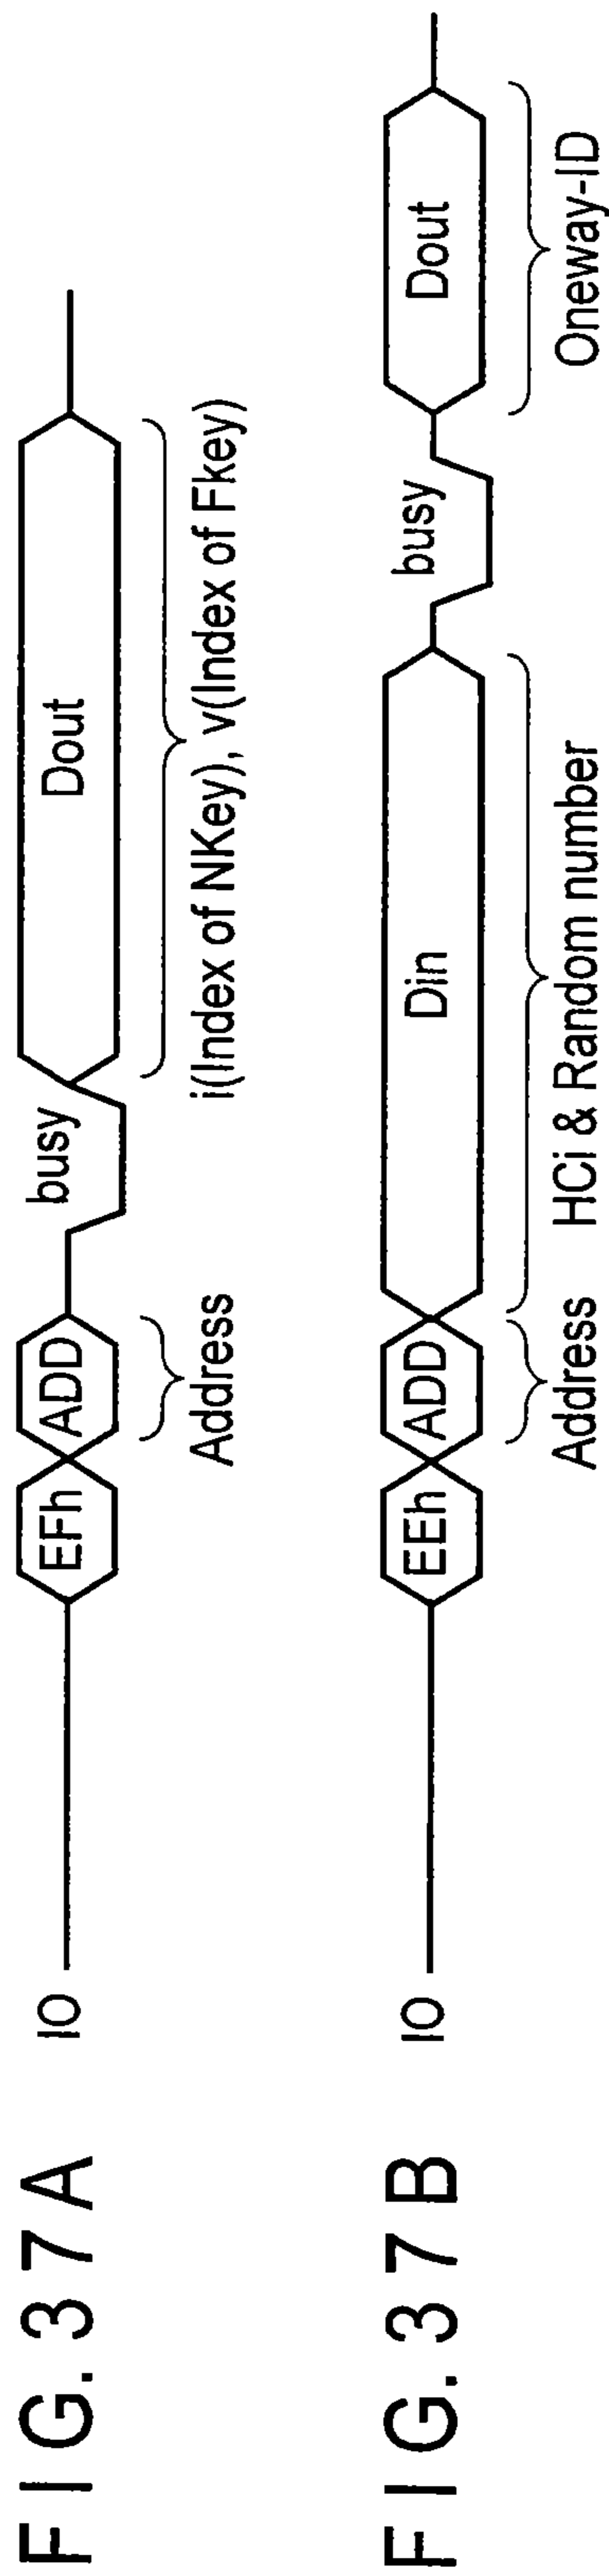 FIG. 37A
IO
EFh
ADD
busy
Dout
Address
i(Index of NKey), v(Index of Fkey)
FIG. 37B
IO
EEh
ADD
Din
busy
Dout
Address
HCi & Random number
Oneway-ID